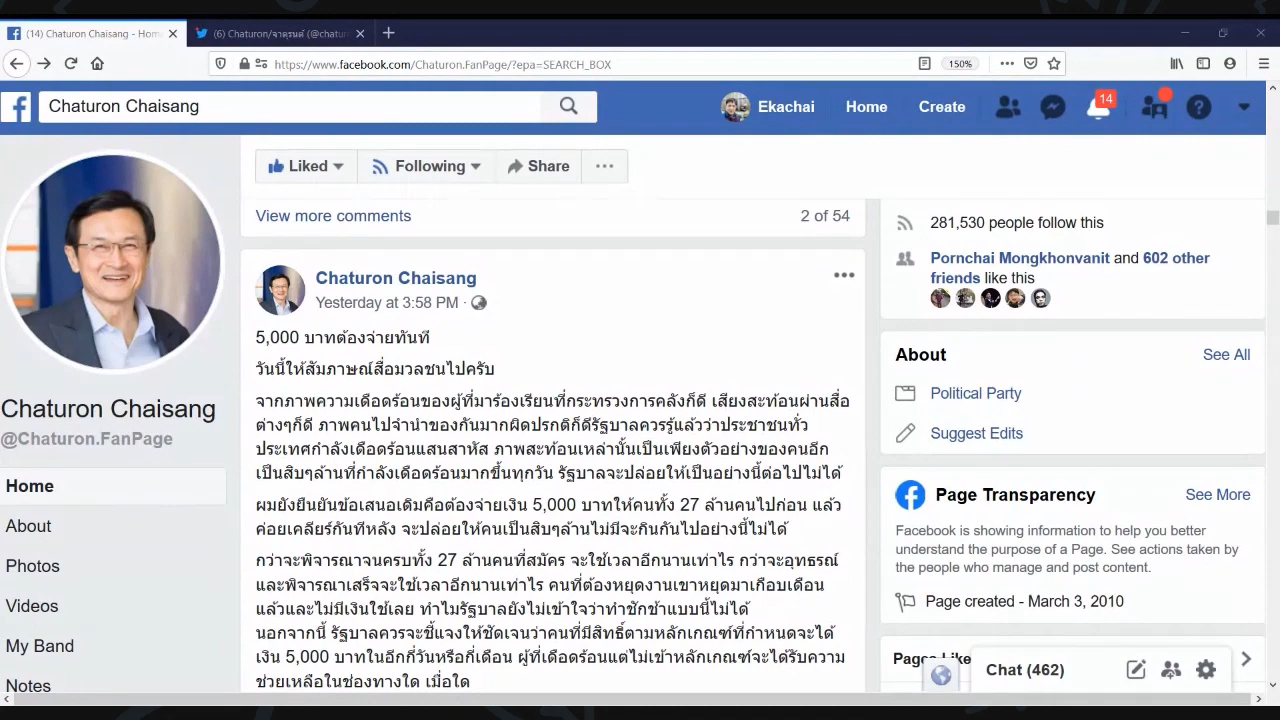 (14) Chaturon Chaisang - Hom
(6) Chaturon/จาตุรนต์ (@chatur
https://www.facebook.com/Chaturon.FanPage/?epa=SEARCH_BOX
150%
Chaturon Chaisang
Ekachai
Home
Create
14
Liked
Following
Share
View more comments
2 of 54
Chaturon Chaisang
Yesterday at 3:58 PM ·
5,000 บาทต้องจ่ายทันที
วันนี้ให้สัมภาษณ์สื่อมวลชนไปครับ
จากภาพความเดือดร้อนของผู้ที่มาร้องเรียนที่กระทรวงการคลังก็ดี เสียงสะท้อนผ่านสื่อ
ต่างๆก็ดี ภาพคนไปจำนำของกันมากผิดปรกติก็ดีรัฐบาลควรรู้แล้วว่าประชาชนทั่ว
ประเทศกำลังเดือดร้อนแสนสาหัส ภาพสะท้อนเหล่านั้นเป็นเพียงตัวอย่างของคนอีก
เป็นสิบๆล้านที่กำลังเดือดร้อนมากขึ้นทุกวัน รัฐบาลจะปล่อยให้เป็นอย่างนี้ต่อไปไม่ได้
ผมยังยืนยันข้อเสนอเดิมคือต้องจ่ายเงิน 5,000 บาทให้คนทั้ง 27 ล้านคนไปก่อน แล้ว
ค่อยเคลียร์กันทีหลัง จะปล่อยให้คนเป็นสิบๆล้านไม่มีจะกินกันไปอย่างนี้ไม่ได้
กว่าจะพิจารณาจนครบทั้ง 27 ล้านคนที่สมัคร จะใช้เวลาอีกนานเท่าไร กว่าจะอุทธรณ์
และพิจารณาเสร็จจะใช้เวลาอีกนานเท่าไร คนที่ต้องหยุดงานเขาหยุดมาเกือบเดือน
แล้วและไม่มีเงินใช้เลย ทำไมรัฐบาลยังไม่เข้าใจว่าทำชักช้าแบบนี้ไม่ได้
นอกจากนี้ รัฐบาลควรจะชี้แจงให้ชัดเจนว่าคนที่มีสิทธิ์ตามหลักเกณฑ์ที่กำหนดจะได้
เงิน 5,000 บาทในอีกกี่วันหรือกี่เดือน ผู้ที่เดือดร้อนแต่ไม่เข้าหลักเกณฑ์จะได้รับความ
ช่วยเหลือในช่องทางใด เมื่อใด
Chaturon Chaisang
@Chaturon.FanPage
Home
About
Photos
Videos
My Band
Notes
281,530 people follow this
Pornchai Mongkhonvanit and 602 other
friends like this
About
See All
Political Party
Suggest Edits
Page Transparency
See More
Facebook is showing information to help you better
understand the purpose of a Page. See actions taken by
the people who manage and post content.
Page created - March 3, 2010
Pages Like
Chat (462)